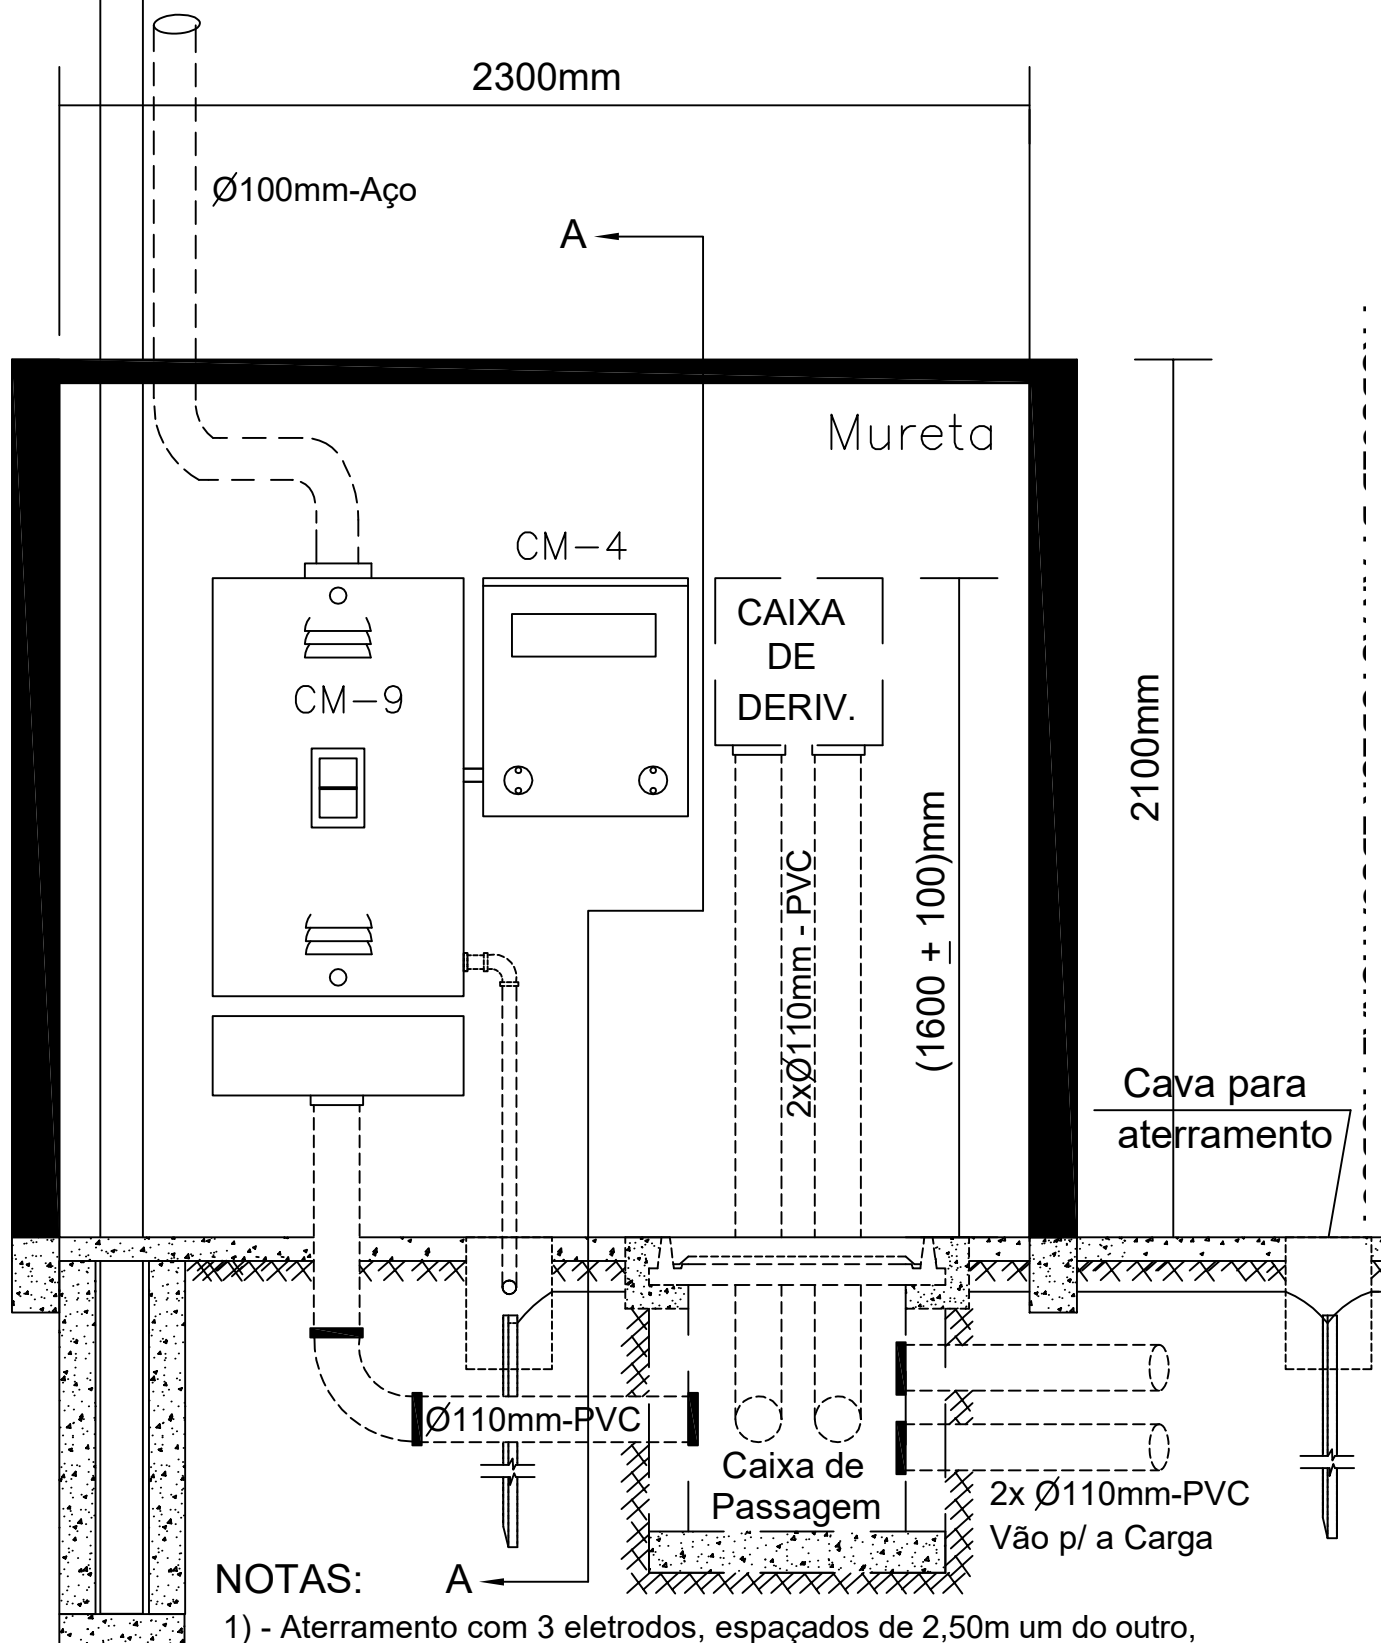 2300mm
Ø100mm-Aço
A
Mureta
CM-4
CAIXA
DE
DERIV.
CM-9
2100mm
(1600 ± 100)mm
2xØ110mm - PVC
Cava para
aterramento
Ø110mm-PVC
Caixa de
Passagem
2x Ø110mm-PVC
Vão p/ a Carga
NOTAS:
A
1) - Aterramento com 3 eletrodos, espaçados de 2,50m um do outro,